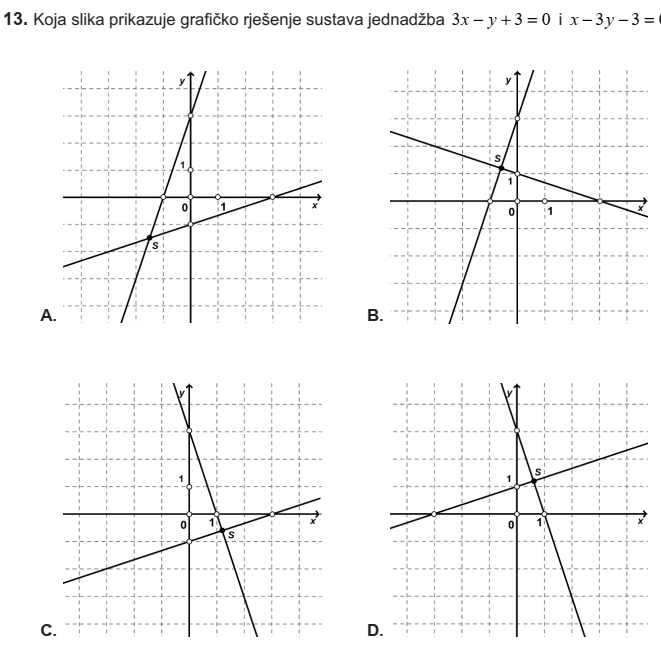 13. Koja slika prikazuje grafičko rješenje sustava jednadžba 3x − y + 3 = 0 i x − 3y − 3 =
y
y
S
1
1
0
1
x
0
1
x
S
A.
B.
y
y
1
1
S
0
1
x
0
1
x
S
C.
D.